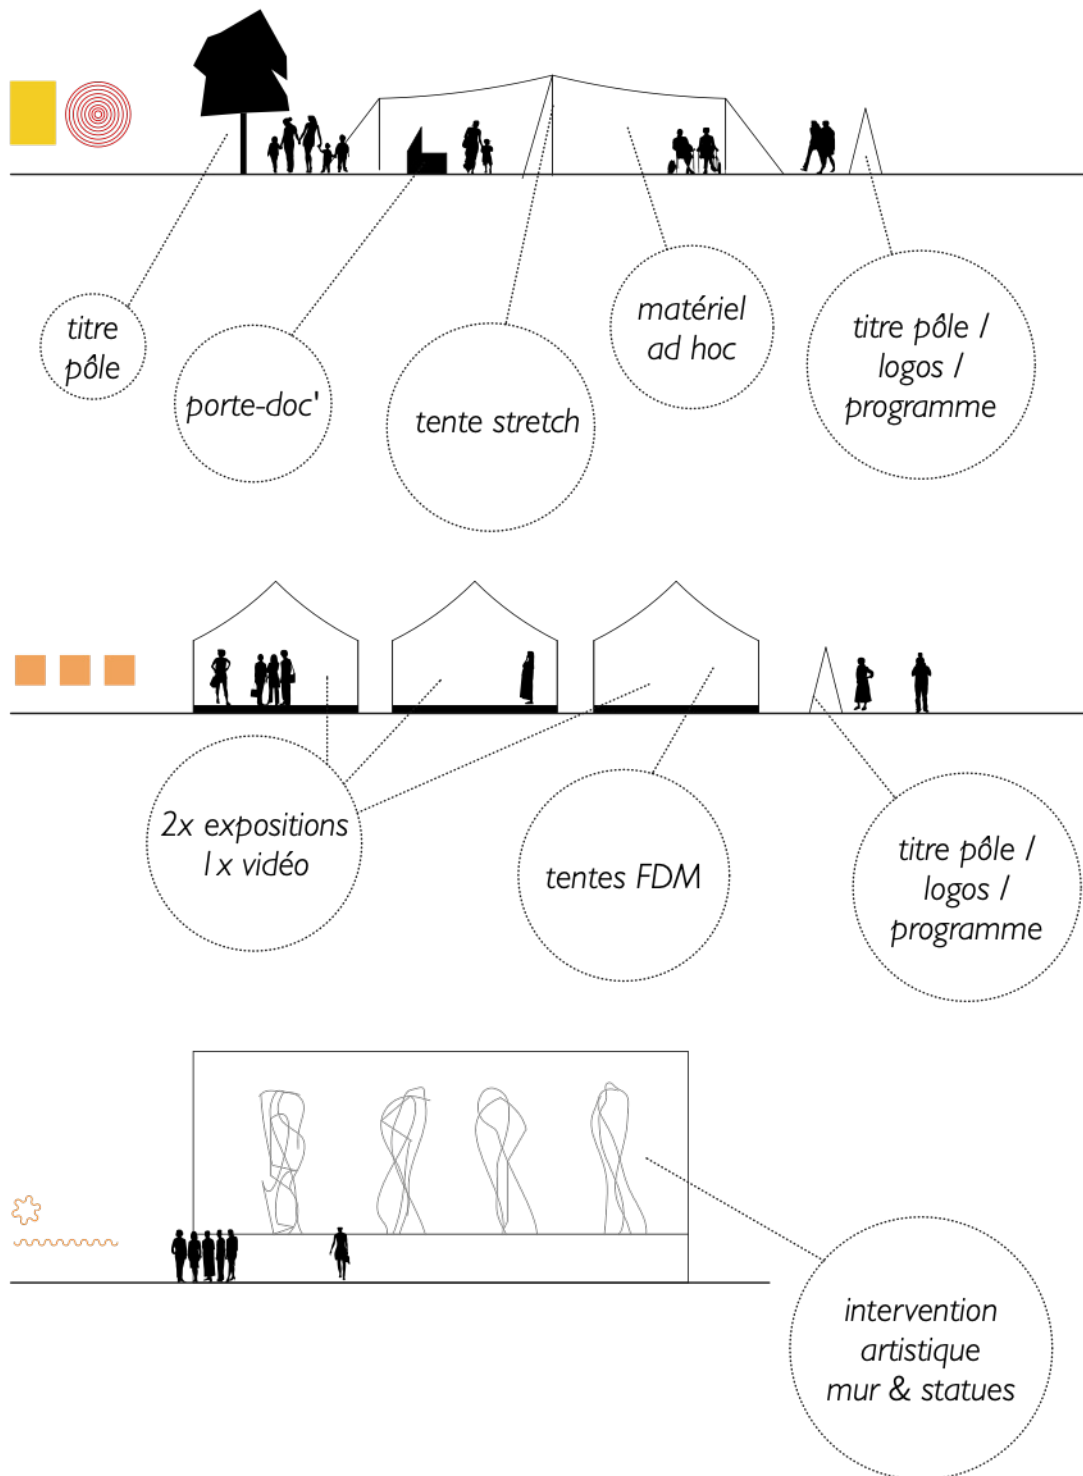 titre
pôle
porte-doc'
tente stretch
matériel
ad hoc
titre pôle /
logos /
programme
2x expositions
1x vidéo
tentes FDM
titre pôle /
logos /
programme
intervention
artistique
mur & statues